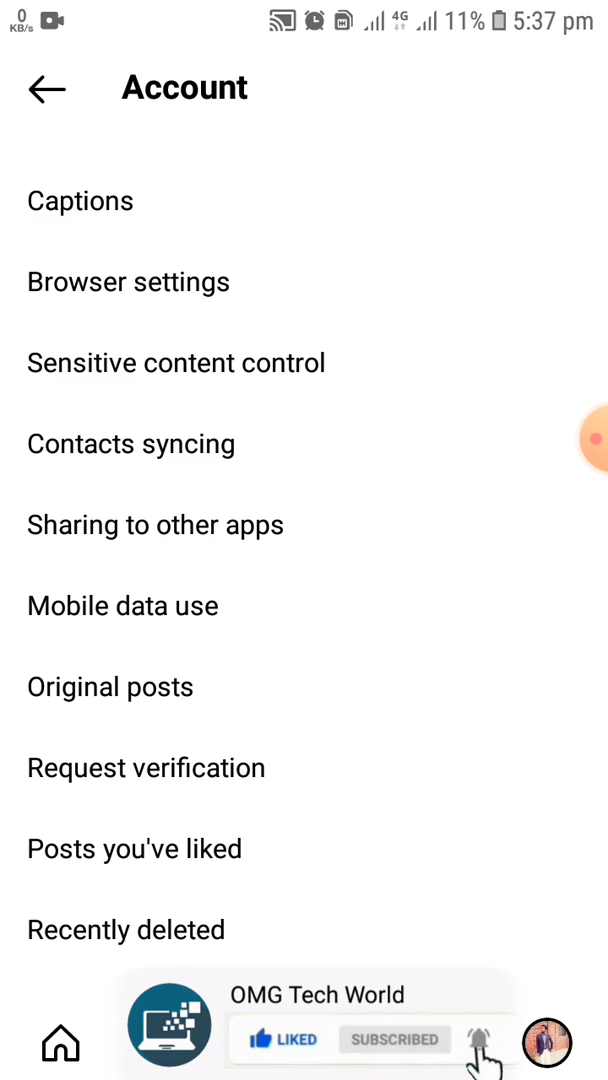 0
KB/s 4G 11% 5:37 pm
Account
Captions
Browser settings
Sensitive content control
Contacts syncing
Sharing to other apps
Mobile data use
Original posts
Request verification
Posts you've liked
Recently deleted
OMG Tech World
LIKED SUBSCRIBED